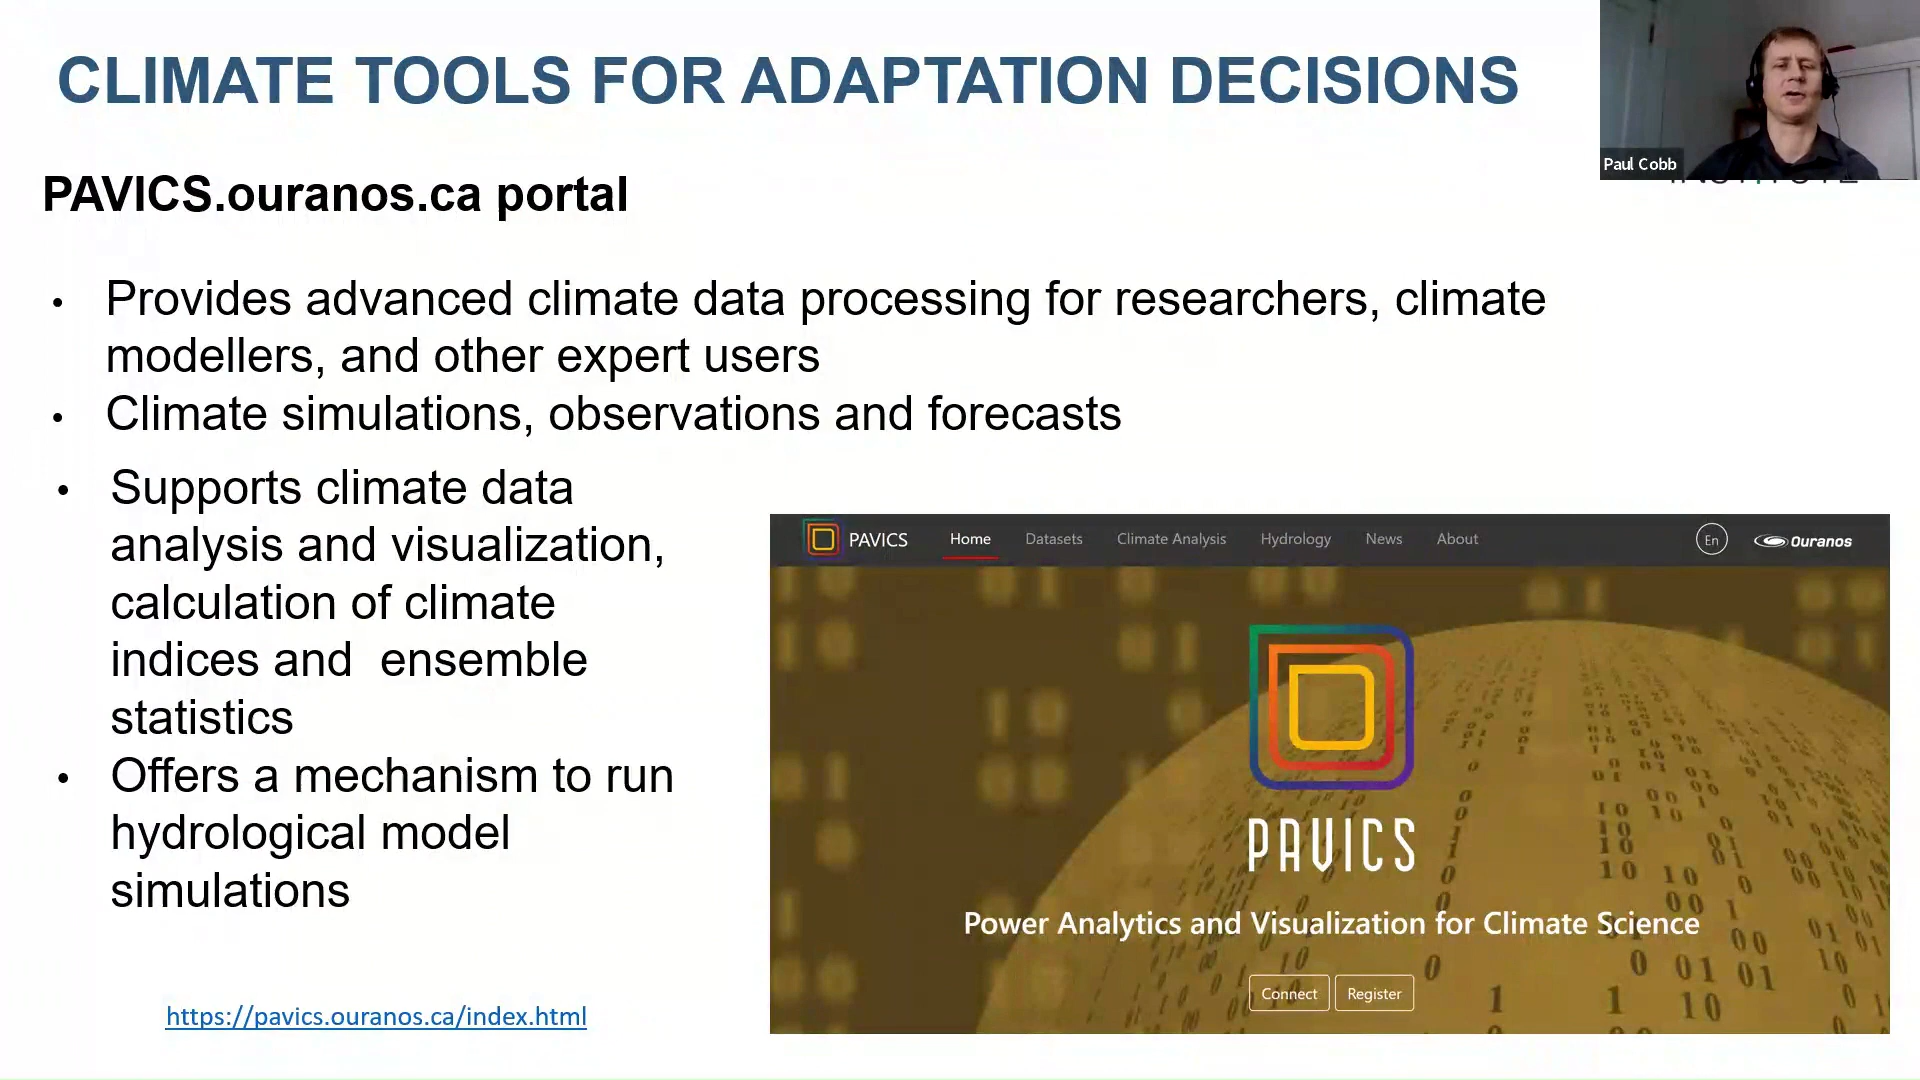 CLIMATE TOOLS FOR ADAPTATION DECISIONS
Paul Cobb
PAVICS.ouranos.ca portal
• Provides advanced climate data processing for researchers, climate
modellers, and other expert users
• Climate simulations, observations and forecasts
• Supports climate data
analysis and visualization,
calculation of climate
indices and ensemble
statistics
• Offers a mechanism to run
hydrological model
simulations
https://pavics.ouranos.ca/index.html
PAVICS Home Datasets Climate Analysis Hydrology News About En Ouranos
PAVICS
Power Analytics and Visualization for Climate Science
Connect Register